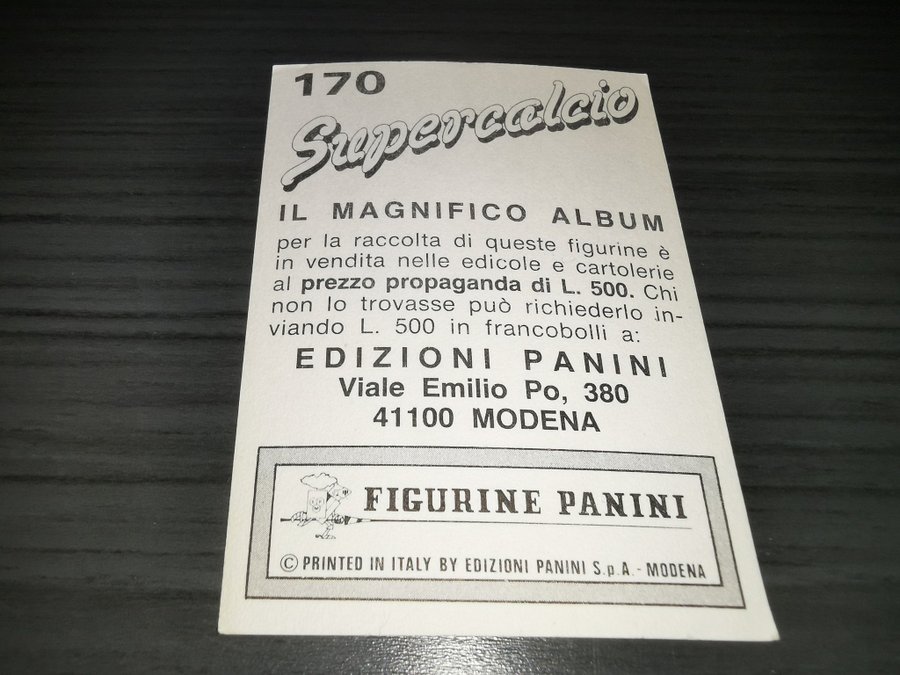 170
Supercalcio
IL MAGNIFICO ALBUM
per la raccolta di queste figurine è
in vendita nelle edicole e cartolerie
al prezzo propaganda di L. 500. Chi
non lo trovasse può richiederlo in-
viando L. 500 in francobolli a:
EDIZIONI PANINI
Viale Emilio Po, 380
41100 MODENA
FIGURINE PANINI
© PRINTED IN ITALY BY EDIZIONI PANINI S.p.A. - MODENA